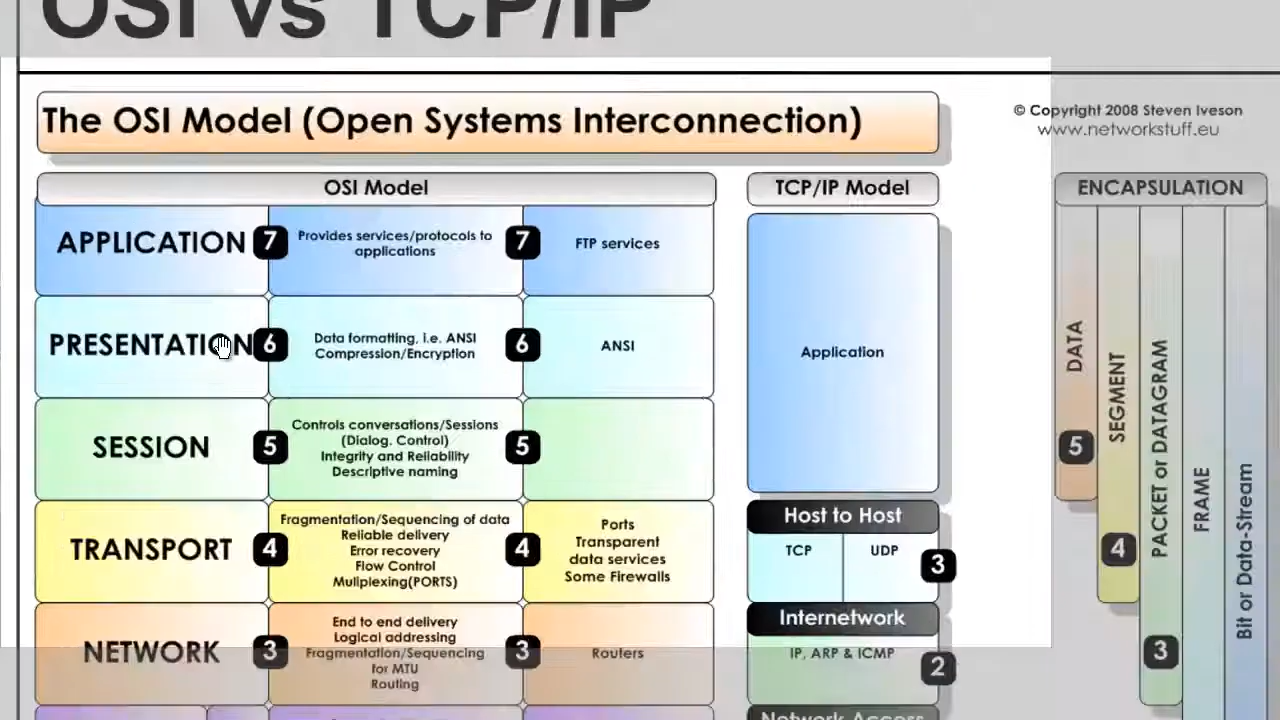 OSI vs TCP/IP
The OSI Model (Open Systems Interconnection)
© Copyright 2008 Steven Iveson
www.networkstuff.eu
OSI Model
TCP/IP Model
ENCAPSULATION
APPLICATION
7
Provides services/protocols to
applications
7
FTP services
PRESENTATION
6
Data formatting, i.e. ANSI
Compression/Encryption
6
ANSI
SESSION
5
Controls conversations/Sessions
(Dialog. Control)
Integrity and Reliability
Descriptive naming
5
TRANSPORT
4
Fragmentation/Sequencing of data
Reliable delivery
Error recovery
Flow Control
Muliplexing(PORTS)
4
Ports
Transparent
data services
Some Firewalls
NETWORK
3
End to end delivery
Logical addressing
Fragmentation/Sequencing
for MTU
Routing
3
Routers
Application
Host to Host
TCP
UDP
3
Internetwork
IP, ARP & ICMP
2
Network Access
DATA
5
SEGMENT
4
PACKET or DATAGRAM
3
FRAME
Bit or Data-Stream